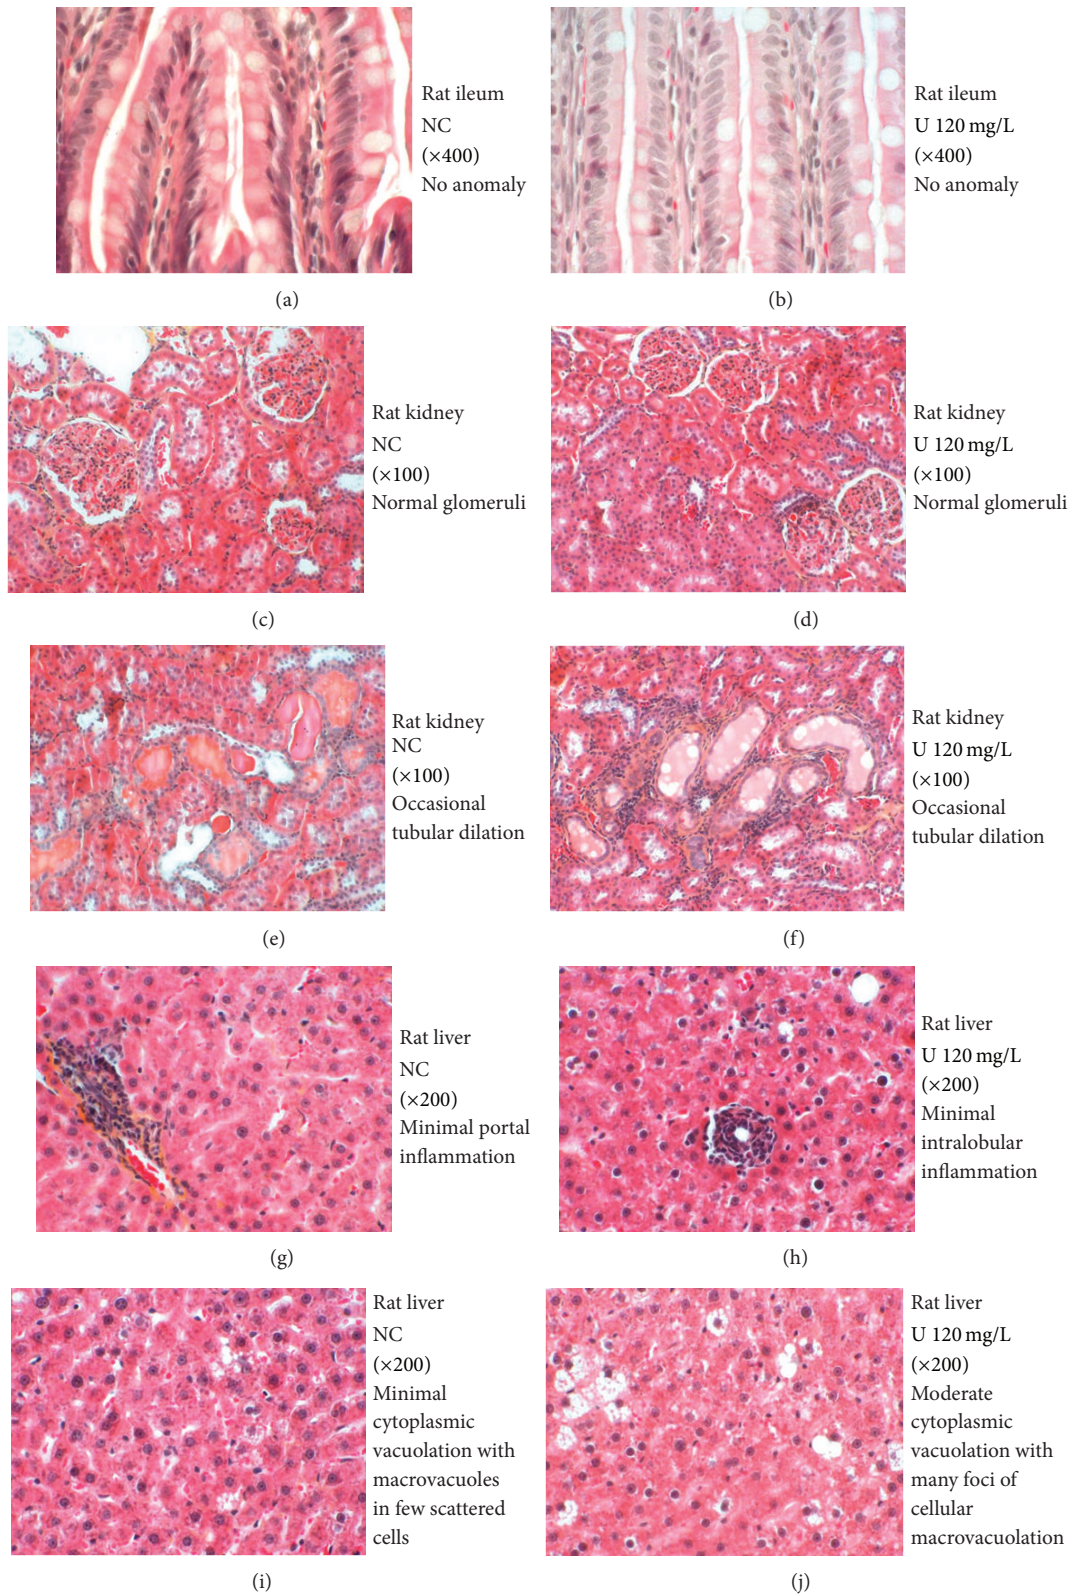 Rat ileum
NC
(×400)
No anomaly
(a)
Rat ileum
U 120 mg/L
(×400)
No anomaly
(b)
Rat kidney
NC
(×100)
Normal glomeruli
(c)
Rat kidney
U 120 mg/L
(×100)
Normal glomeruli
(d)
Rat kidney
NC
(×100)
Occasional
tubular dilation
(e)
Rat kidney
U 120 mg/L
(×100)
Occasional
tubular dilation
(f)
Rat liver
NC
(×200)
Minimal portal
inflammation
(g)
Rat liver
U 120 mg/L
(×200)
Minimal
intralobular
inflammation
(h)
Rat liver
NC
(×200)
Minimal
cytoplasmic
vacuolation with
macrovacuoles
in few scattered
cells
(i)
Rat liver
U 120 mg/L
(×200)
Moderate
cytoplasmic
vacuolation with
many foci of
cellular
macrovacuolation
(j)